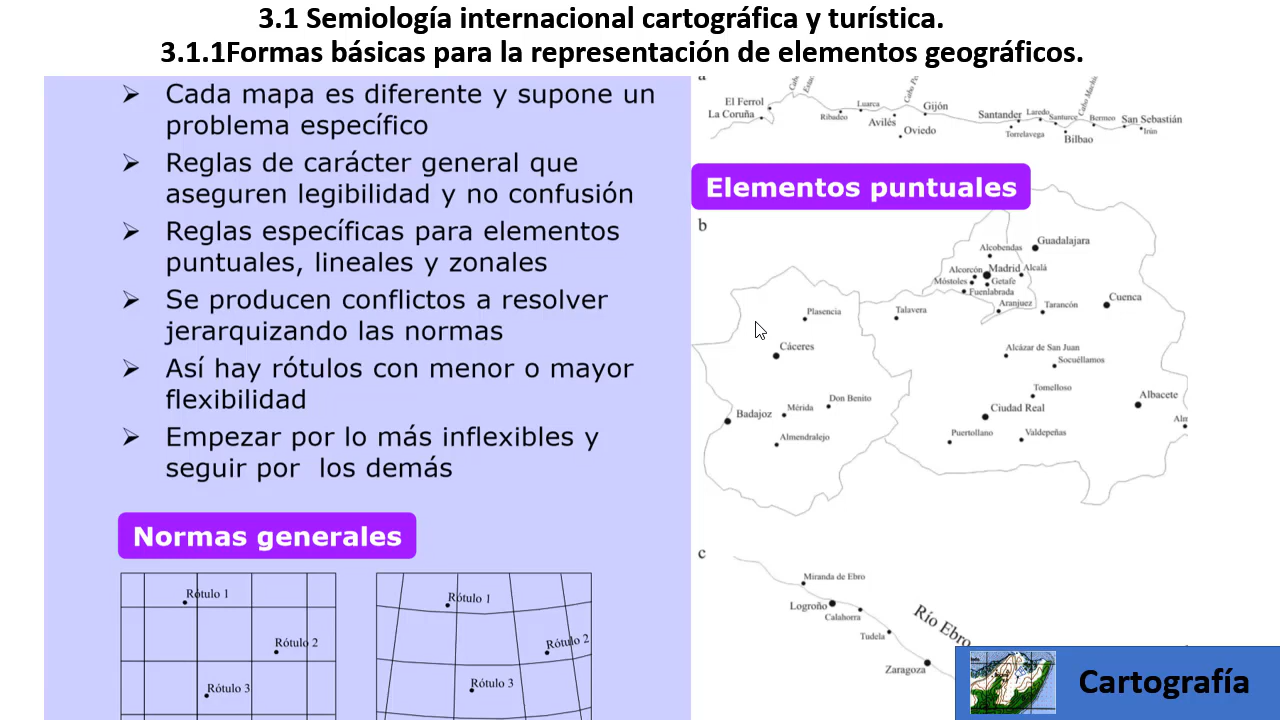 3.1 Semiología internacional cartográfica y turística.
3.1.1Formas básicas para la representación de elementos geográficos.
➢ Cada mapa es diferente y supone un
problema específico
➢ Reglas de carácter general que
aseguren legibilidad y no confusión
➢ Reglas específicas para elementos
puntuales, lineales y zonales
➢ Se producen conflictos a resolver
jerarquizando las normas
➢ Así hay rótulos con menor o mayor
flexibilidad
➢ Empezar por lo más inflexibles y
seguir por los demás
Normas generales
Rótulo 1
Rótulo 2
Rótulo 3
Rótulo 1
Rótulo 2
Rótulo 3
a
El Ferrol
La Coruña
Ribadeo
Luarca
Avilés
Gijón
Oviedo
Santander
Torrelavega
Laredo
Santurce
Bilbao
Bermeo
San Sebastián
Irún
Elementos puntuales
b
Guadalajara
Alcobendas
Alcorcón
Madrid
Alcalá
Móstoles
Getafe
Fuenlabrada
Aranjuez
Tarancón
Cuenca
Talavera
Plasencia
Cáceres
Alcázar de San Juan
Socuéllamos
Tomelloso
Albacete
Ciudad Real
Don Benito
Mérida
Badajoz
Almendralejo
Puertollano
Valdepeñas
c
Miranda de Ebro
Logroño
Calahorra
Río Ebro
Tudela
Zaragoza
Cartografía